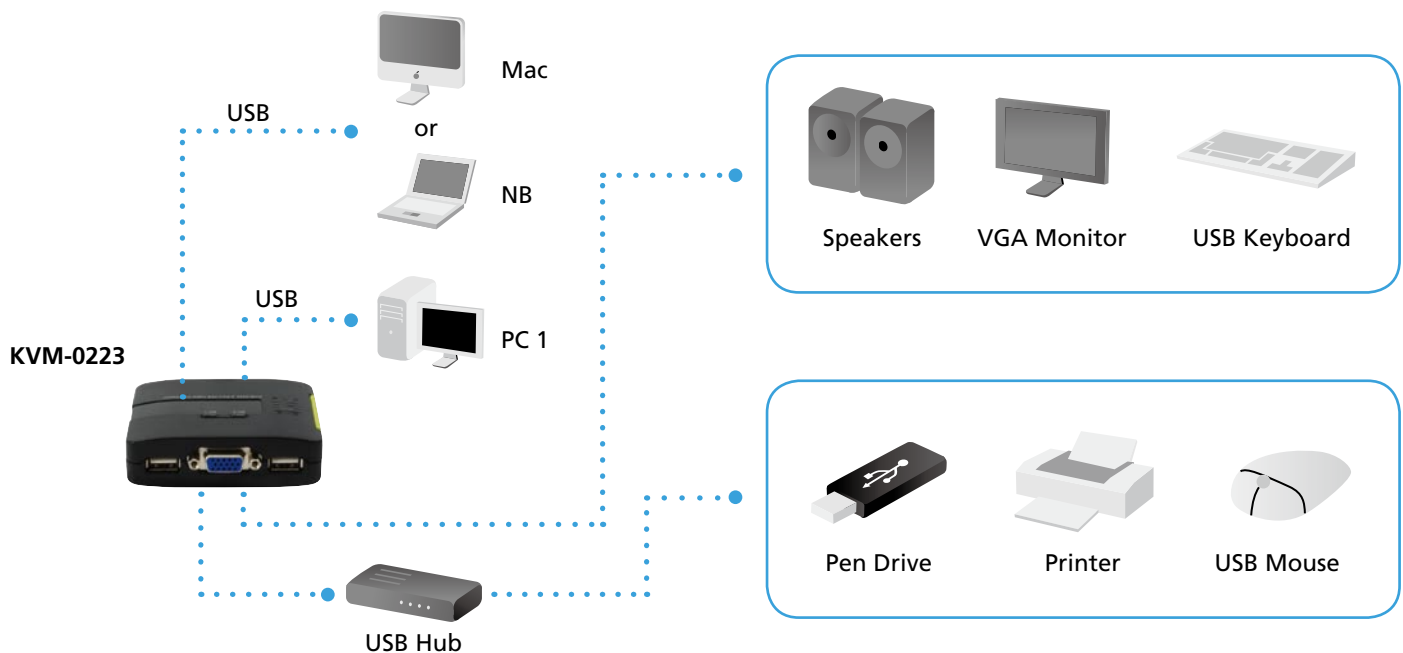 Mac
USB
or
NB
USB
PC 1
KVM-0223
Speakers
VGA Monitor
USB Keyboard
Pen Drive
Printer
USB Mouse
USB Hub